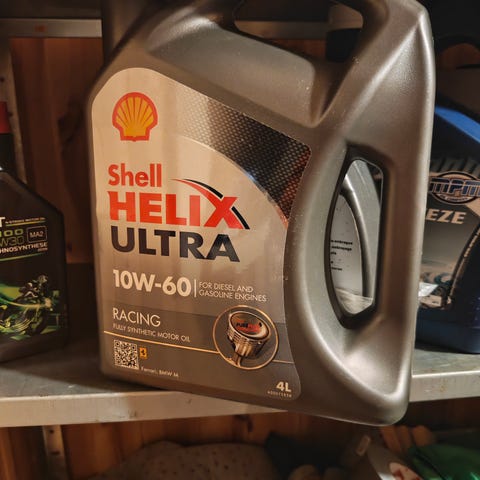 Shell
HELIX
ULTRA
10W-60
FOR DIESEL AND
GASOLINE ENGINES
RACING
FULLY SYNTHETIC MOTOR OIL
Ferrari, BMW M
4L
MA2
EZE